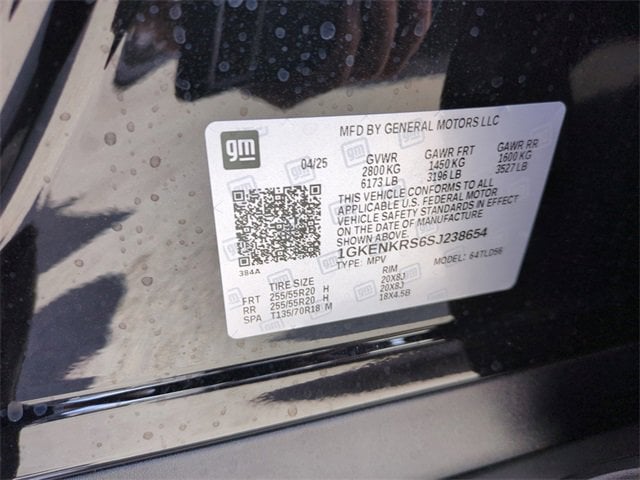 MFD BY GENERAL MOTORS LLC
gm
04/25 GVWR GAWR FRT GAWR RR
2800 KG 1450 KG 1600 KG
6173 LB 3196 LB 3527 LB
THIS VEHICLE CONFORMS TO ALL
APPLICABLE U.S. FEDERAL MOTOR
VEHICLE SAFETY STANDARDS IN EFFECT
ON THE DATE OF MANUFACTURE
SHOWN ABOVE
1GKENKRS6SJ238654
TYPE: MPV MODEL: 64TLD56
3B4A
TIRE SIZE RIM
FRT 255/55R20 H 20X8J
RR 255/55R20 H 20X8J
SPA T135/70R18 M 18X4.5B